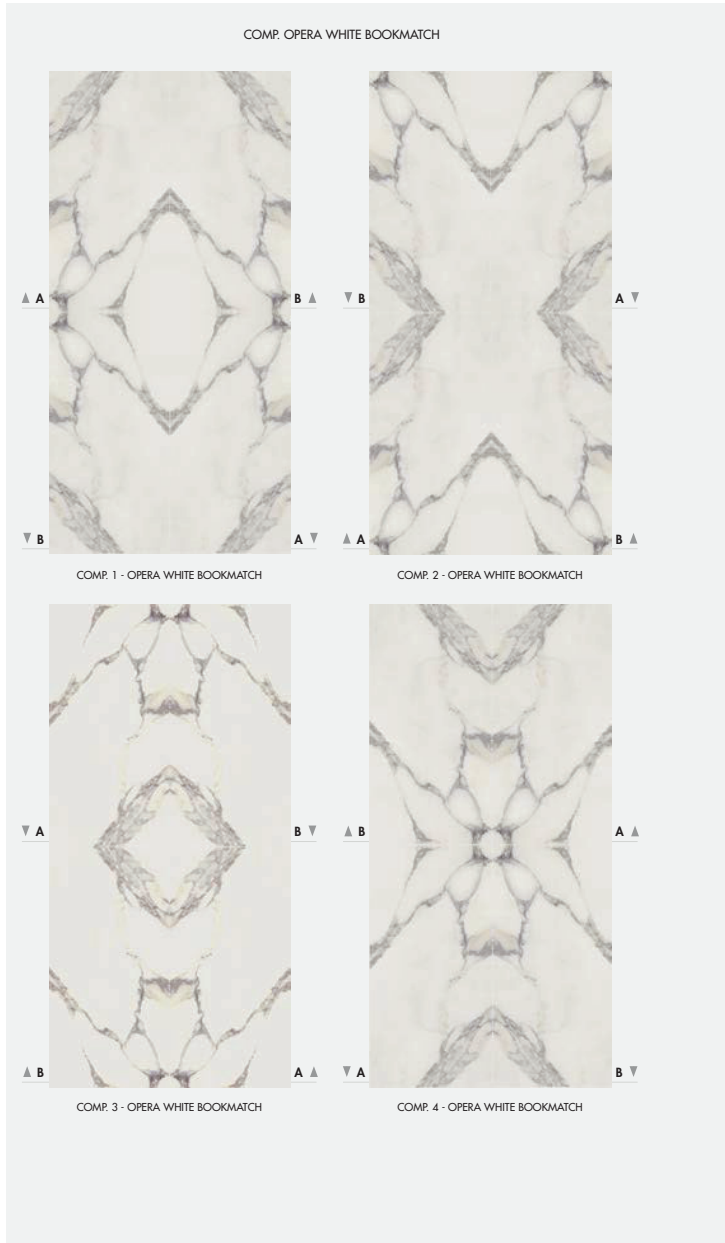 COMP. OPERA WHITE BOOKMATCH
▲ A B ▲
▼ B A ▼
▼ B A ▼
▲ A B ▲
COMP. 1 - OPERA WHITE BOOKMATCH
COMP. 2 - OPERA WHITE BOOKMATCH
▼ A B ▼
▲ B A ▲
▲ B A ▲
▼ A B ▼
COMP. 3 - OPERA WHITE BOOKMATCH
COMP. 4 - OPERA WHITE BOOKMATCH